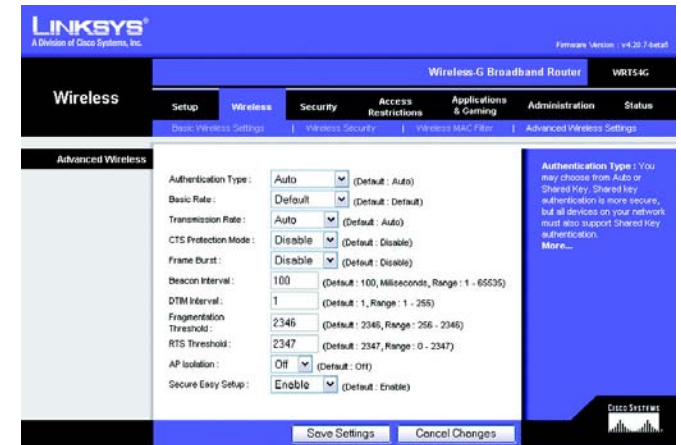 LINKSYS®
A Division of Cisco Systems, Inc.
Firmware Version : v4.20.7-beta5
Wireless-G Broadband Router WRT54G
Wireless
Setup Wireless Security Access Restrictions Applications & Gaming Administration Status
Basic Wireless Settings | Wireless Security | Wireless MAC Filter | Advanced Wireless Settings
Advanced Wireless
Authentication Type : Auto (Default : Auto)
Basic Rate : Default (Default : Default)
Transmission Rate : Auto (Default : Auto)
CTS Protection Mode : Disable (Default : Disable)
Frame Burst : Disable (Default : Disable)
Beacon Interval : 100 (Default : 100, Milliseconds, Range : 1 - 65535)
DTIM Interval : 1 (Default : 1, Range : 1 - 255)
Fragmentation Threshold : 2346 (Default : 2346, Range : 256 - 2346)
RTS Threshold : 2347 (Default : 2347, Range : 0 - 2347)
AP Isolation : Off (Default : Off)
Secure Easy Setup : Enable (Default : Enable)
Authentication Type : You
may choose from Auto or
Shared Key. Shared key
authentication is more secure,
but all devices on your network
must also support Shared Key
authentication.
More...
Save Settings Cancel Changes
CISCO SYSTEMS